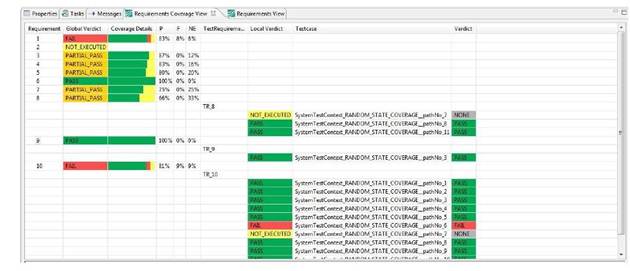 Properties Tasks Messages Requirements Coverage View Requirements View
Requirement Global Verdict Coverage Details P F NE TestRequireme... Local Verdict Testcase Verdict
1 FAIL 83% 8% 8%
2 NOT_EXECUTED
3 PARTIAL_PASS 87% 0% 12%
4 PARTIAL_PASS 83% 0% 16%
5 PARTIAL_PASS 80% 0% 20%
6 PASS 100% 0% 0%
7 PARTIAL_PASS 75% 0% 25%
8 PARTIAL_PASS 66% 0% 33%
TR_8
NOT_EXECUTED SystemTestContext_RANDOM_STATE_COVERAGE__pathNo_7 NONE
PASS SystemTestContext_RANDOM_STATE_COVERAGE__pathNo_8 PASS
PASS SystemTestContext_RANDOM_STATE_COVERAGE__pathNo_11 PASS
9 PASS 100% 0% 0%
TR_9
PASS SystemTestContext_RANDOM_STATE_COVERAGE__pathNo_3 PASS
10 FAIL 81% 9% 9%
TR_10
PASS SystemTestContext_RANDOM_STATE_COVERAGE__pathNo_1 PASS
PASS SystemTestContext_RANDOM_STATE_COVERAGE__pathNo_2 PASS
PASS SystemTestContext_RANDOM_STATE_COVERAGE__pathNo_3 PASS
PASS SystemTestContext_RANDOM_STATE_COVERAGE__pathNo_4 PASS
PASS SystemTestContext_RANDOM_STATE_COVERAGE__pathNo_5 PASS
FAIL SystemTestContext_RANDOM_STATE_COVERAGE__pathNo_6 FAIL
NOT_EXECUTED SystemTestContext_RANDOM_STATE_COVERAGE__pathNo_7 NONE
PASS SystemTestContext_RANDOM_STATE_COVERAGE__pathNo_8 PASS
PASS SystemTestContext_RANDOM_STATE_COVERAGE__pathNo_9 PASS